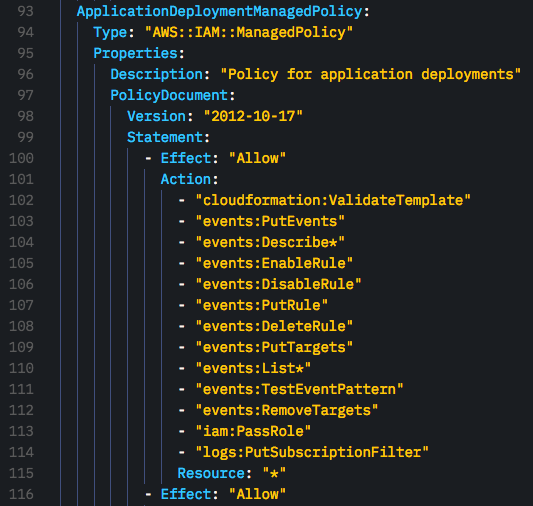 93 ApplicationDeploymentManagedPolicy:
94 Type: "AWS::IAM::ManagedPolicy"
95 Properties:
96 Description: "Policy for application deployments"
97 PolicyDocument:
98 Version: "2012-10-17"
99 Statement:
100 - Effect: "Allow"
101 Action:
102 - "cloudformation:ValidateTemplate"
103 - "events:PutEvents"
104 - "events:Describe*"
105 - "events:EnableRule"
106 - "events:DisableRule"
107 - "events:PutRule"
108 - "events:DeleteRule"
109 - "events:PutTargets"
110 - "events:List*"
111 - "events:TestEventPattern"
112 - "events:RemoveTargets"
113 - "iam:PassRole"
114 - "logs:PutSubscriptionFilter"
115 Resource: "*"
116 - Effect: "Allow"